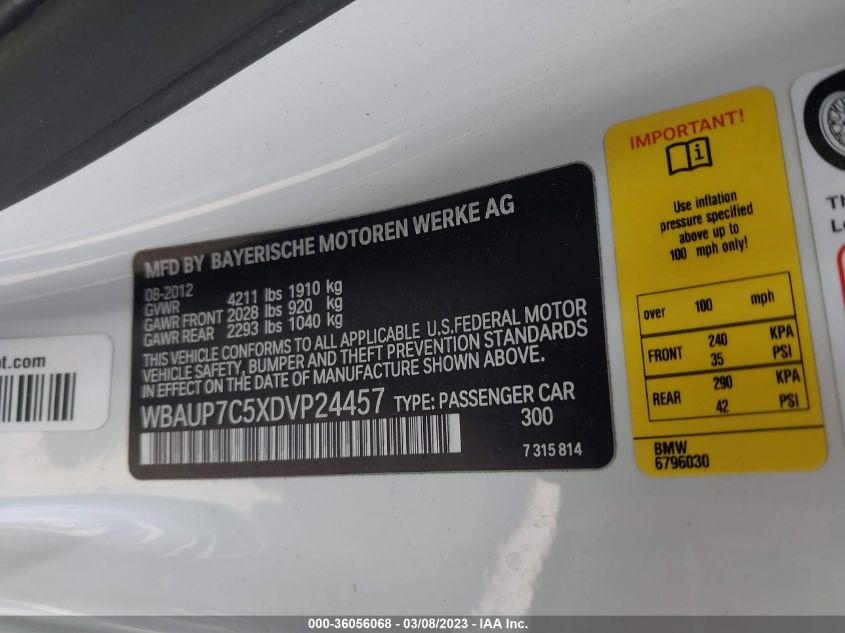 MFD BY BAYERISCHE MOTOREN WERKE AG
08-2012
GVWR 4211 lbs 1910 kg
GAWR FRONT 2028 lbs 920 kg
GAWR REAR 2293 lbs 1040 kg
THIS VEHICLE CONFORMS TO ALL APPLICABLE U.S.FEDERAL MOTOR
VEHICLE SAFETY, BUMPER AND THEFT PREVENTION STANDARDS
IN EFFECT ON THE DATE OF MANUFACTURE SHOWN ABOVE.
WBAUP7C5XDVP24457 TYPE: PASSENGER CAR
300
7 315 814
IMPORTANT!
i
Use inflation
pressure specified
above up to
100 mph only!
over 100 mph
FRONT 240 KPA
35 PSI
REAR 290 KPA
42 PSI
BMW
6796030
ot.com
Th
Lo
000-36056068 - 03/08/2023 - IAA Inc.